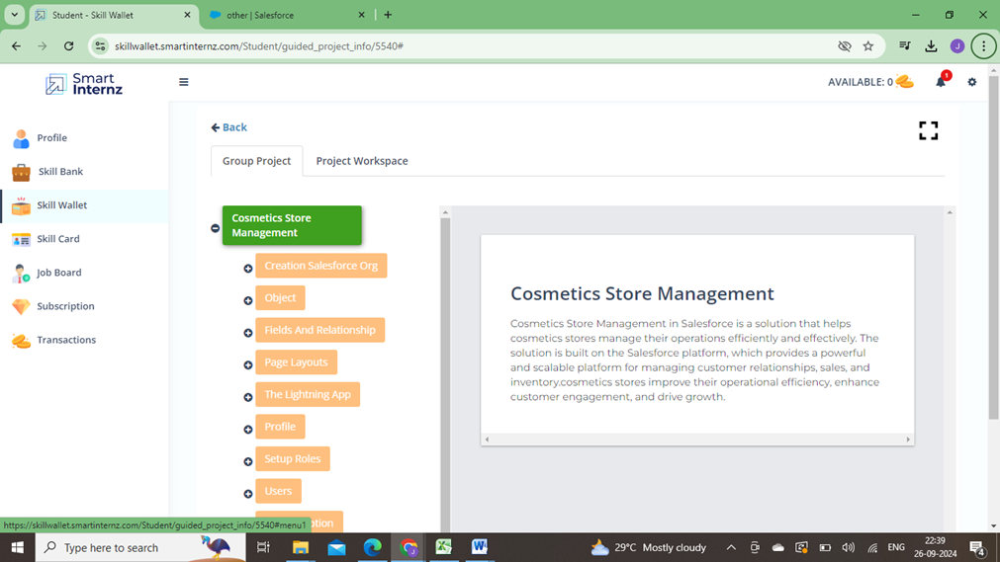 Student - Skill Wallet
other | Salesforce
skillwallet.smartinternz.com/Student/guided_project_info/5540#
J
Smart
Internz
AVAILABLE: 0
1
Profile
Skill Bank
Skill Wallet
Skill Card
Job Board
Subscription
Transactions
Back
Group Project
Project Workspace
Cosmetics Store
Management
Creation Salesforce Org
Object
Fields And Relationship
Page Layouts
The Lightning App
Profile
Setup Roles
Users
Cosmetics Store Management
Cosmetics Store Management in Salesforce is a solution that helps
cosmetics stores manage their operations efficiently and effectively. The
solution is built on the Salesforce platform, which provides a powerful
and scalable platform for managing customer relationships, sales, and
inventory.cosmetics stores improve their operational efficiency, enhance
customer engagement, and drive growth.
https://skillwallet.smartinternz.com/Student/guided_project_info/5540#menu1
Type here to search
29°C Mostly cloudy
ENG
22:39
26-09-2024
4